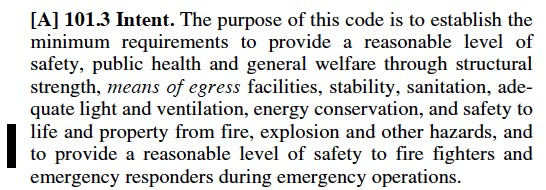 [A] 101.3 Intent. The purpose of this code is to establish the
minimum requirements to provide a reasonable level of
safety, public health and general welfare through structural
strength, means of egress facilities, stability, sanitation, ade-
quate light and ventilation, energy conservation, and safety to
life and property from fire, explosion and other hazards, and
to provide a reasonable level of safety to fire fighters and
emergency responders during emergency operations.